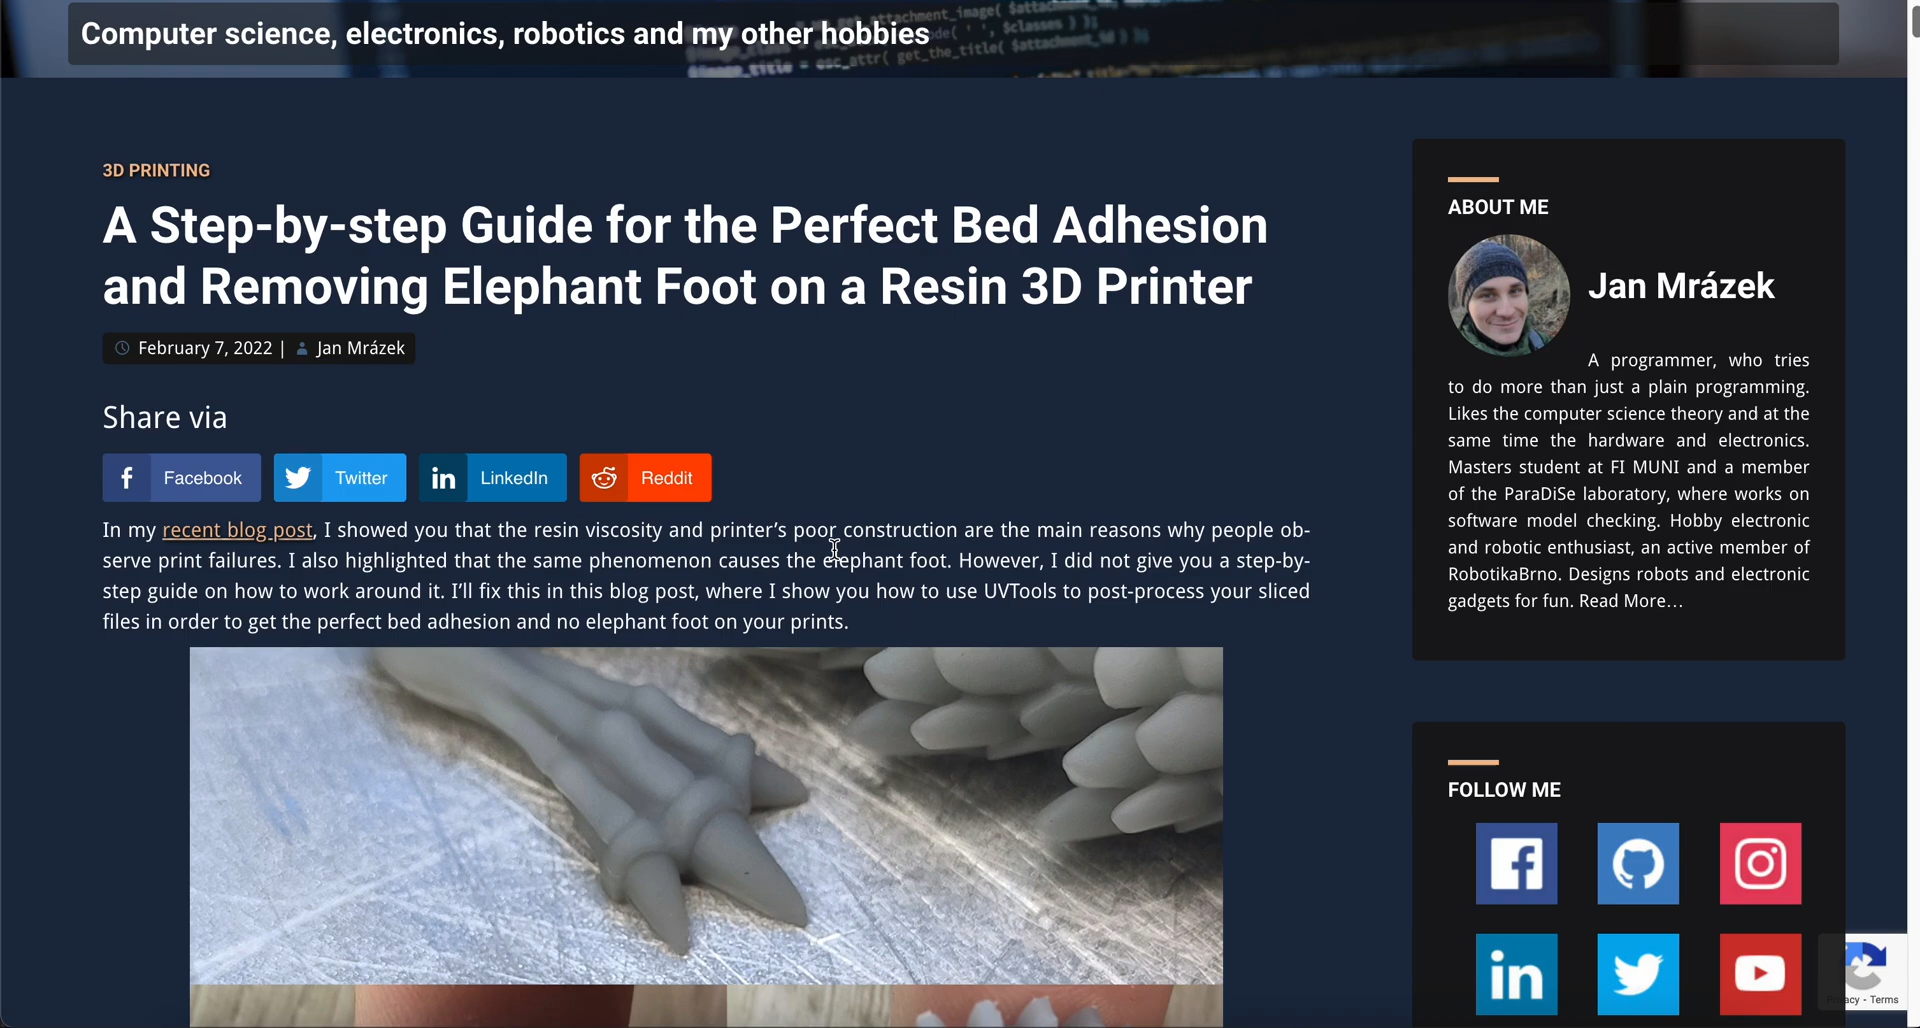 $attachment_image( $attachm
Computer science, electronics, robotics and my other hobbies
ode( ' ', $classes ) );
esc_attr( get_the_title( $attachment_
3D PRINTING
A Step-by-step Guide for the Perfect Bed Adhesion
and Removing Elephant Foot on a Resin 3D Printer
February 7, 2022 | Jan Mrázek
Share via
Facebook
Twitter
LinkedIn
Reddit
In my recent blog post, I showed you that the resin viscosity and printer’s poor construction are the main reasons why people ob-
serve print failures. I also highlighted that the same phenomenon causes the elephant foot. However, I did not give you a step-by-
step guide on how to work around it. I’ll fix this in this blog post, where I show you how to use UVTools to post-process your sliced
files in order to get the perfect bed adhesion and no elephant foot on your prints.
ABOUT ME
Jan Mrázek
A programmer, who tries
to do more than just a plain programming.
Likes the computer science theory and at the
same time the hardware and electronics.
Masters student at FI MUNI and a member
of the ParaDiSe laboratory, where works on
software model checking. Hobby electronic
and robotic enthusiast, an active member of
RobotikaBrno. Designs robots and electronic
gadgets for fun. Read More…
FOLLOW ME
Privacy - Terms